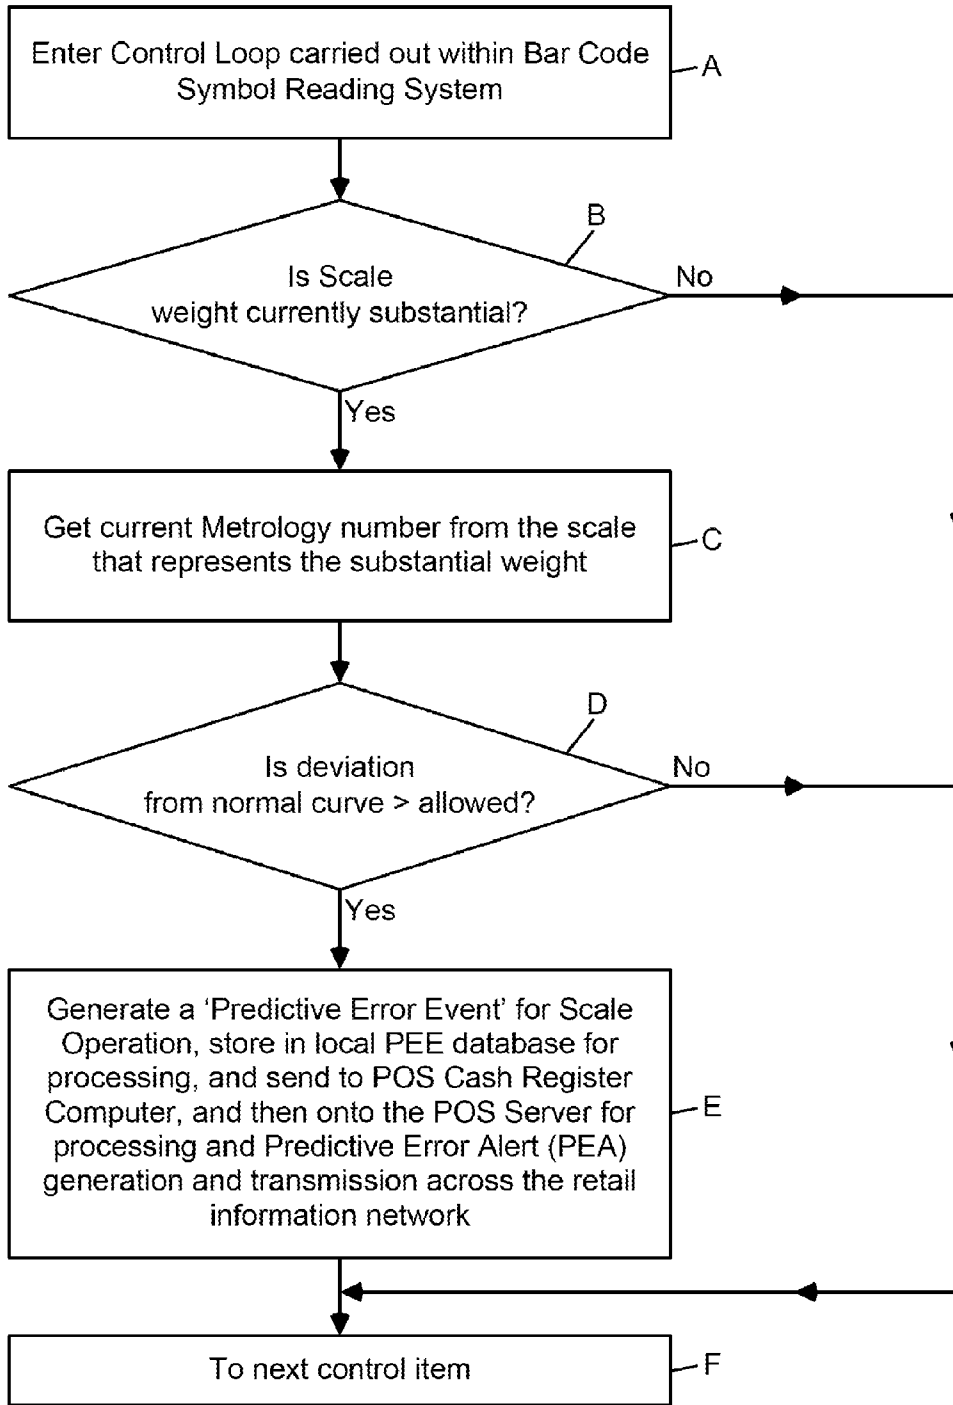 Enter Control Loop carried out within Bar Code
Symbol Reading System
A
B
Is Scale
weight currently substantial?
No
Yes
Get current Metrology number from the scale
that represents the substantial weight
C
D
Is deviation
from normal curve > allowed?
No
Yes
Generate a ‘Predictive Error Event’ for Scale
Operation, store in local PEE database for
processing, and send to POS Cash Register
Computer, and then onto the POS Server for
processing and Predictive Error Alert (PEA)
generation and transmission across the retail
information network
E
To next control item
F